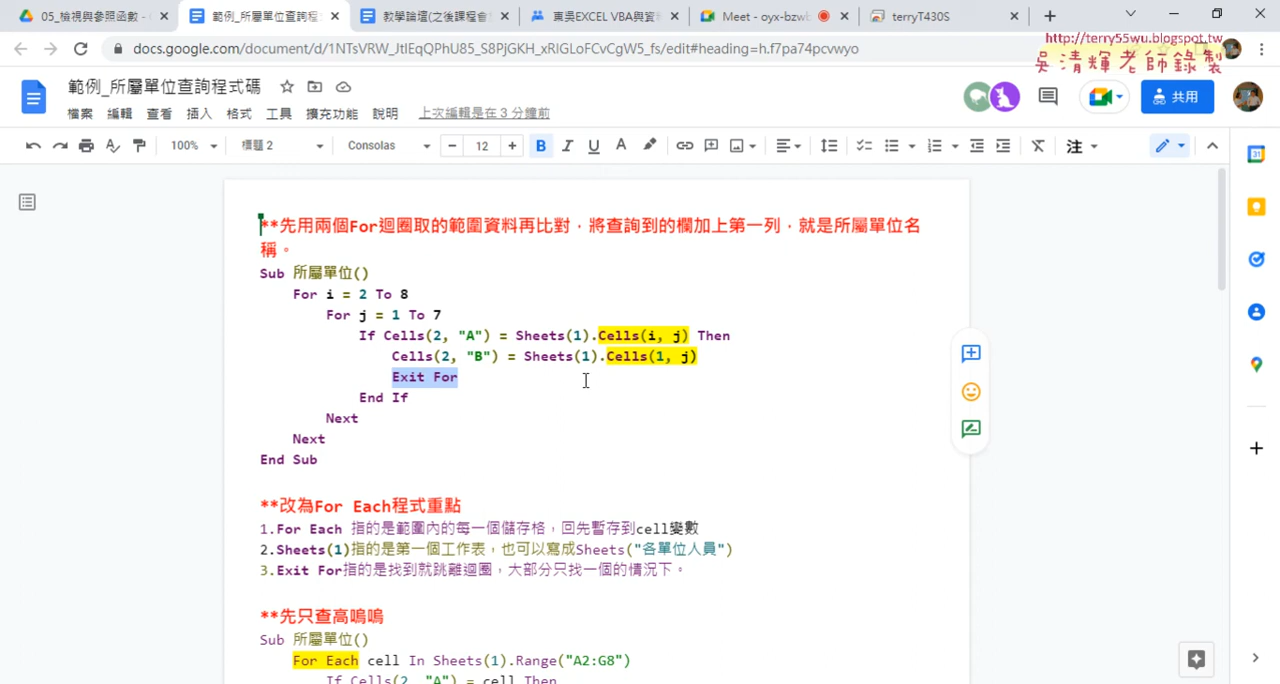 05_檢視與參照函數 -
範例_所屬單位查詢程
教學論壇(之後課程會
東吳EXCEL VBA與資
Meet - oyx-bzwi
terryT430S
docs.google.com/document/d/1NTsVRW_JtlEqQPhU85_S8PjGKH_xRIGLoFCvCgW5_fs/edit#heading=h.f7pa74pcvwyo
http://terry55wu.blogspot.tw
吳清輝老師錄製
範例_所屬單位查詢程式碼
檔案 編輯 查看 插入 格式 工具 擴充功能 說明 上次編輯是在 3 分鐘前
共用
100% 標題 2 Consolas 12 B I U A 注
**先用兩個For迴圈取的範圍資料再比對，將查詢到的欄加上第一列，就是所屬單位名
稱。
Sub 所屬單位()
For i = 2 To 8
For j = 1 To 7
If Cells(2, "A") = Sheets(1).Cells(i, j) Then
Cells(2, "B") = Sheets(1).Cells(1, j)
Exit For
End If
Next
Next
End Sub
**改為For Each程式重點
1.For Each 指的是範圍內的每一個儲存格，回先暫存到cell變數
2.Sheets(1)指的是第一個工作表，也可以寫成Sheets("各單位人員")
3.Exit For指的是找到就跳離迴圈，大部分只找一個的情況下。
**先只查高嗚嗚
Sub 所屬單位()
For Each cell In Sheets(1).Range("A2:G8")
If Cells(2, "A") = cell Then